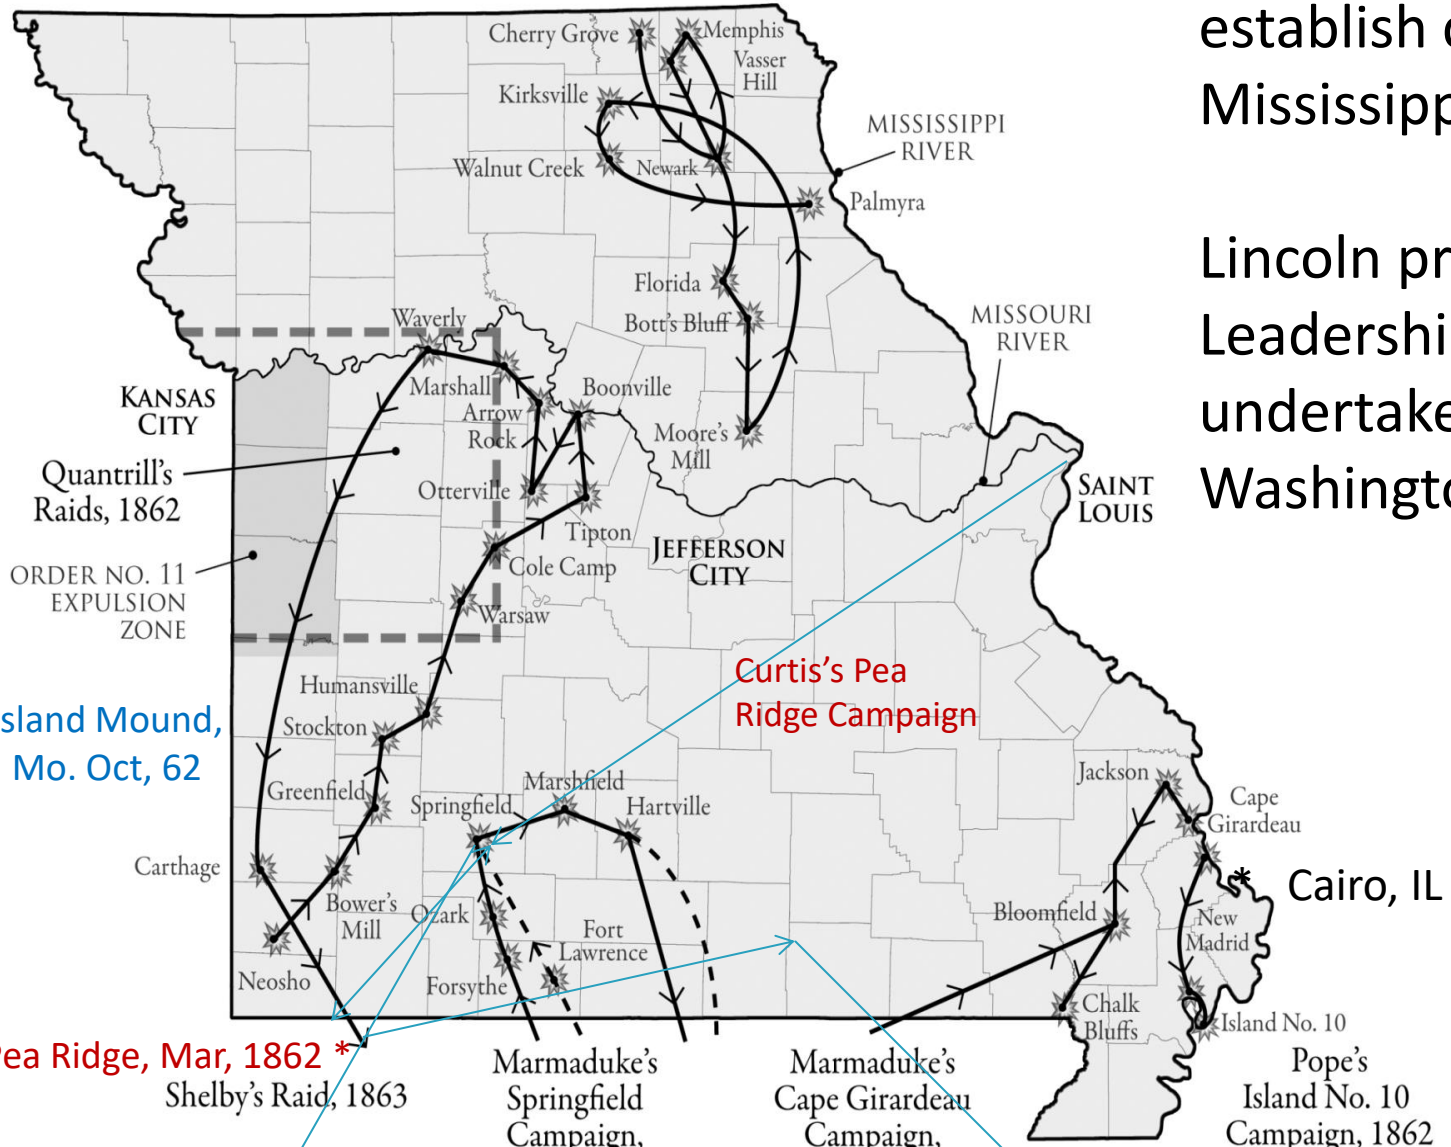 establish
Mississipp
Lincoln pr
Leadershi
undertake
Washingto
Cherry Grove
Memphis
Vasser
Hill
Kirksville
MISSISSIPPI
RIVER
Walnut Creek
Newark
Palmyra
Florida
Bott's Bluff
MISSOURI
RIVER
Waverly
Marshall
Boonville
Arrow
Rock
Moore's
Mill
KANSAS
CITY
Quantrill's
Raids, 1862
Otterville
Tipton
SAINT
LOUIS
JEFFERSON
CITY
Cole Camp
ORDER NO. 11
EXPULSION
ZONE
Warsaw
Curtis's Pea
Ridge Campaign
Humansville
Stockton
sland Mound,
Mo. Oct, 62
Greenfield
Springfield
Marshfield
Hartville
Jackson
Cape
Girardeau
Carthage
* Cairo, IL
Bower's
Mill
Ozark
Fort
Lawrence
Bloomfield
New
Madrid
Neosho
Forsythe
Chalk
Bluffs
Island No. 10
Pea Ridge, Mar, 1862 *
Shelby's Raid, 1863
Marmaduke's
Springfield
Campaign,
Marmaduke's
Cape Girardeau
Campaign,
Pope's
Island No. 10
Campaign, 1862